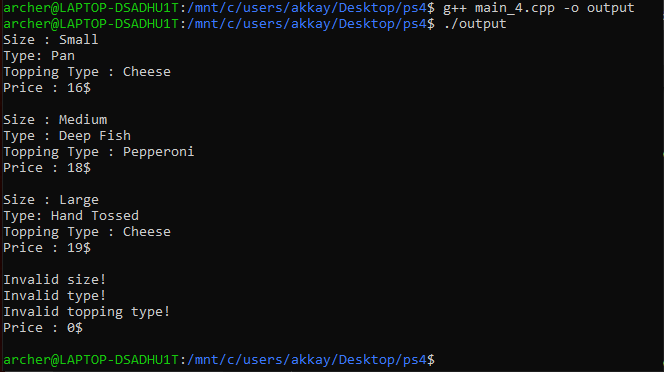 archer@LAPTOP-DSADHU1T:/mnt/c/users/akkay/Desktop/ps4$ g++ main_4.cpp -o output
archer@LAPTOP-DSADHU1T:/mnt/c/users/akkay/Desktop/ps4$ ./output
Size : Small
Type: Pan
Topping Type : Cheese
Price : 16$

Size : Medium
Type : Deep Fish
Topping Type : Pepperoni
Price : 18$

Size : Large
Type: Hand Tossed
Topping Type : Cheese
Price : 19$

Invalid size!
Invalid type!
Invalid topping type!
Price : 0$

archer@LAPTOP-DSADHU1T:/mnt/c/users/akkay/Desktop/ps4$